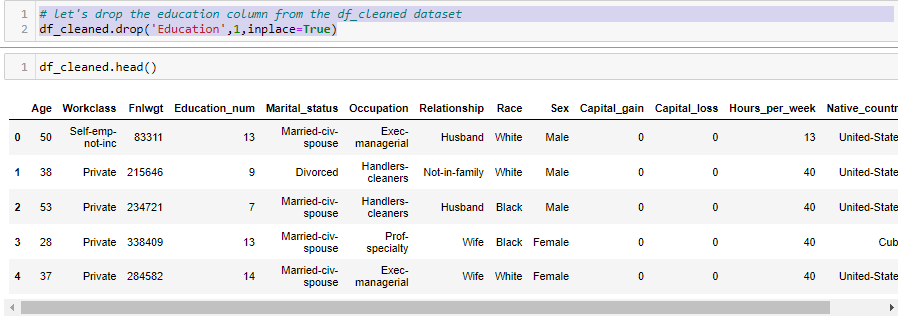 1 # let's drop the education column from the df_cleaned dataset
2 df_cleaned.drop('Education',1,inplace=True)
1 df_cleaned.head()
Age Workclass Fnlwgt Education_num Marital_status Occupation Relationship Race Sex Capital_gain Capital_loss Hours_per_week Native_countr
0 50 Self-emp-not-inc 83311 13 Married-civ-spouse Exec-managerial Husband White Male 0 0 13 United-State
1 38 Private 215646 9 Divorced Handlers-cleaners Not-in-family White Male 0 0 40 United-State
2 53 Private 234721 7 Married-civ-spouse Handlers-cleaners Husband Black Male 0 0 40 United-State
3 28 Private 338409 13 Married-civ-spouse Prof-specialty Wife Black Female 0 0 40 Cub
4 37 Private 284582 14 Married-civ-spouse Exec-managerial Wife White Female 0 0 40 United-State